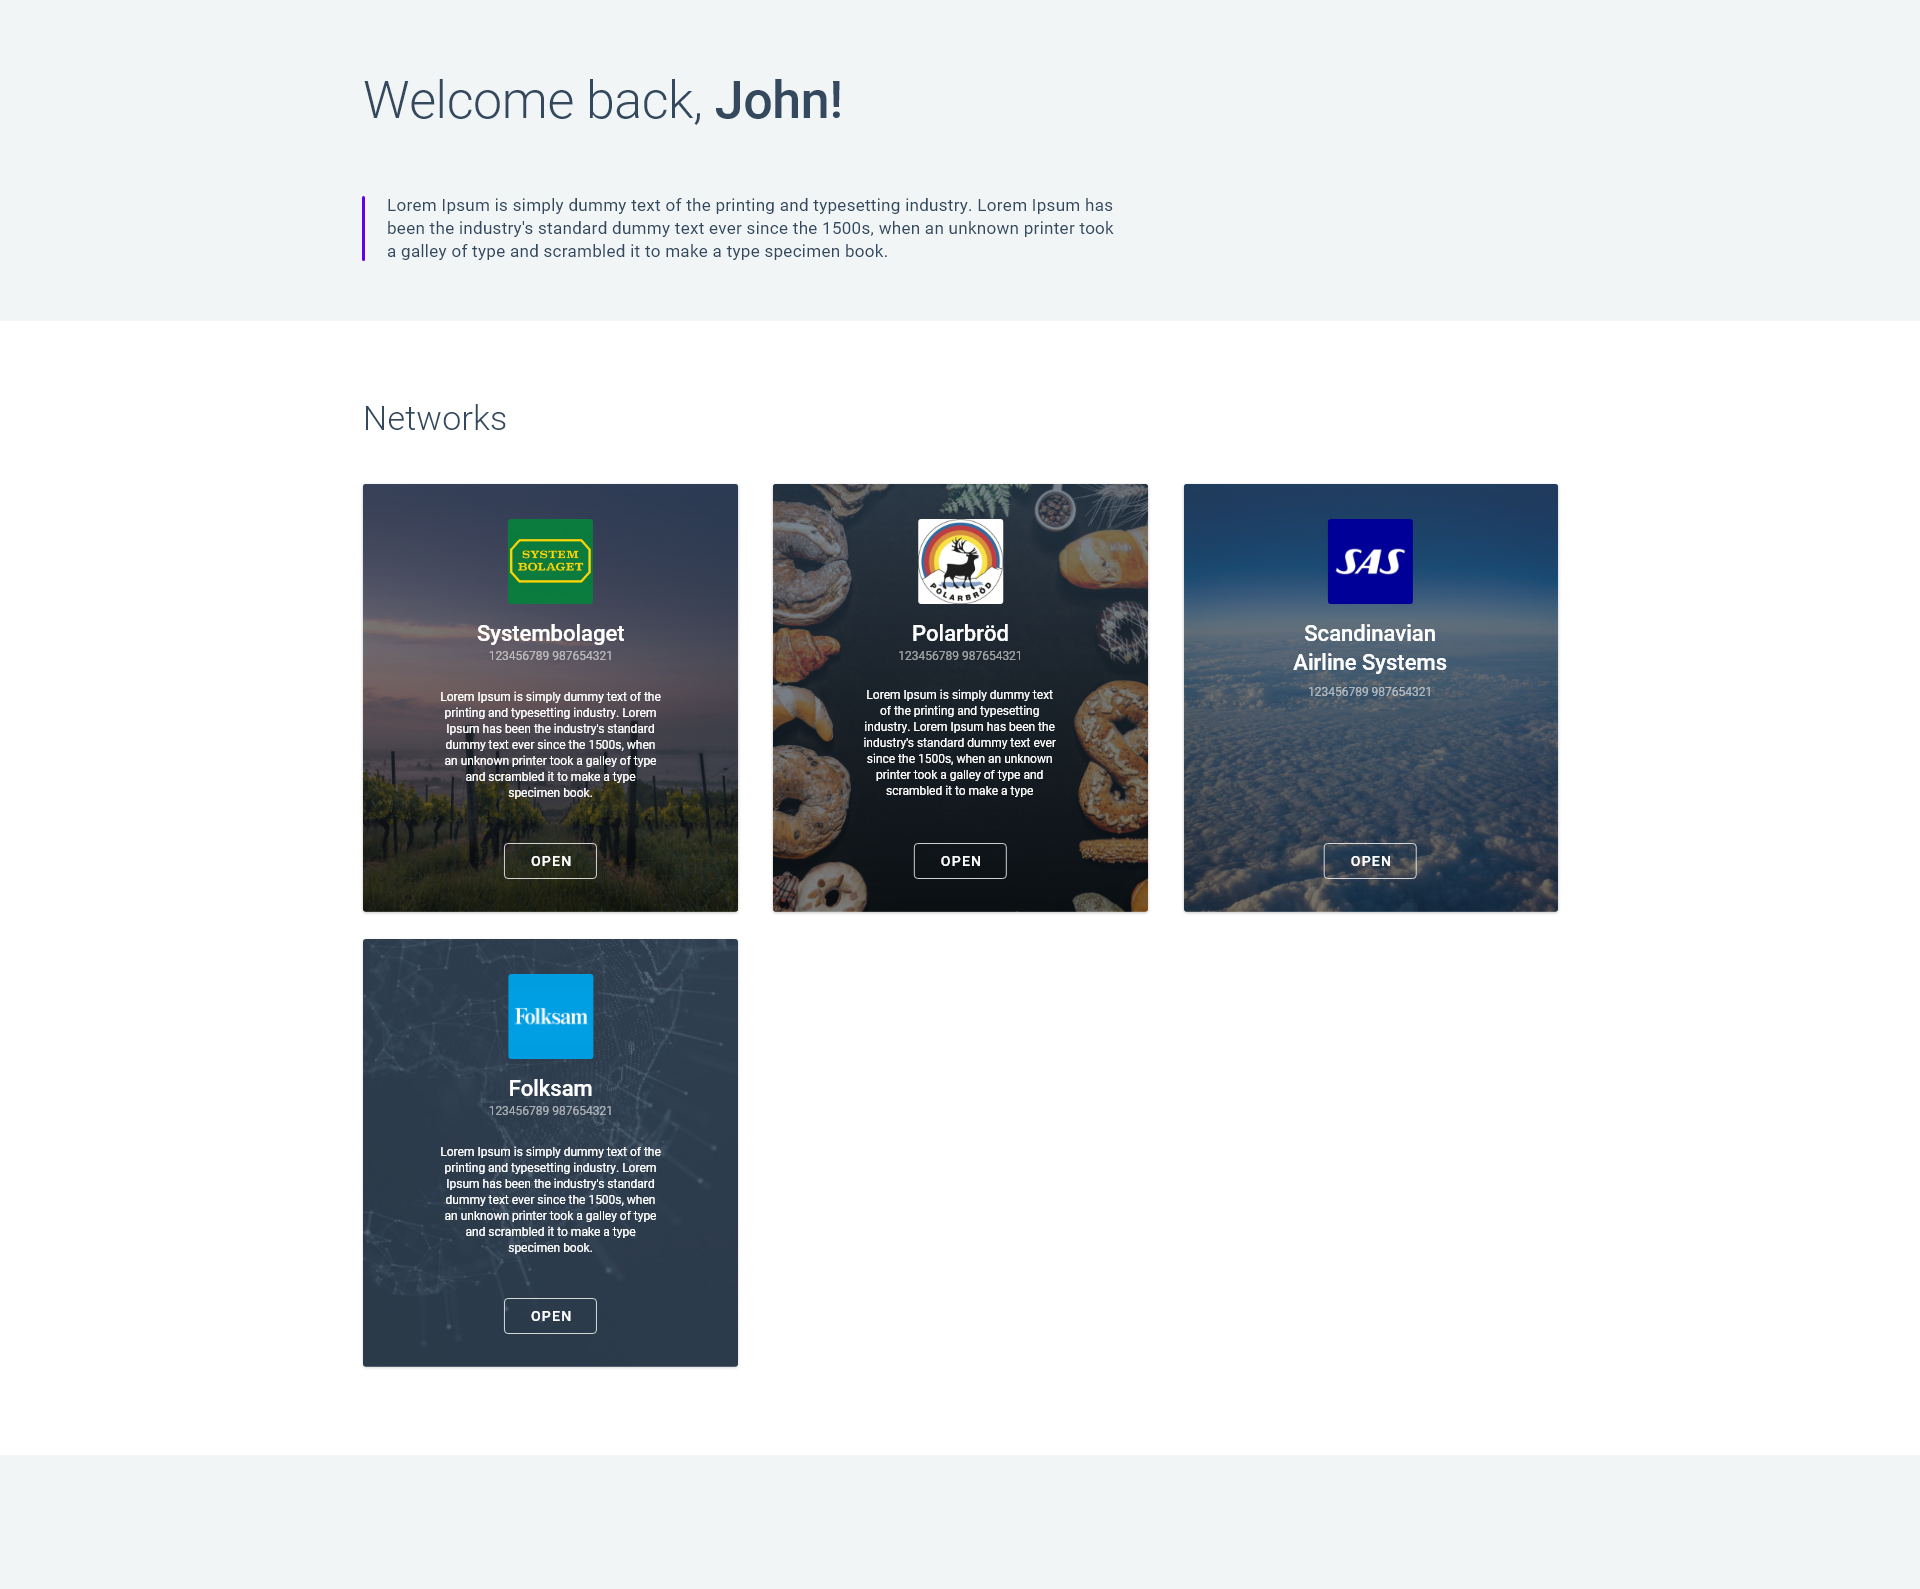 Welcome back, John!
Lorem Ipsum is simply dummy text of the printing and typesetting industry. Lorem Ipsum has
been the industry's standard dummy text ever since the 1500s, when an unknown printer took
a galley of type and scrambled it to make a type specimen book.
Networks
SYSTEM
BOLAGET
Systembolaget
123456789 987654321
Lorem Ipsum is simply dummy text of the
printing and typesetting industry. Lorem
Ipsum has been the industry's standard
dummy text ever since the 1500s, when
an unknown printer took a galley of type
and scrambled it to make a type
specimen book.
OPEN
POLARBRÖD
Polarbröd
123456789 987654321
Lorem Ipsum is simply dummy text
of the printing and typesetting
industry. Lorem Ipsum has been the
industry's standard dummy text ever
since the 1500s, when an unknown
printer took a galley of type and
scrambled it to make a type
OPEN
SAS
Scandinavian
Airline Systems
123456789 987654321
OPEN
Folksam
Folksam
123456789 987654321
Lorem Ipsum is simply dummy text of the
printing and typesetting industry. Lorem
Ipsum has been the industry's standard
dummy text ever since the 1500s, when
an unknown printer took a galley of type
and scrambled it to make a type
specimen book.
OPEN